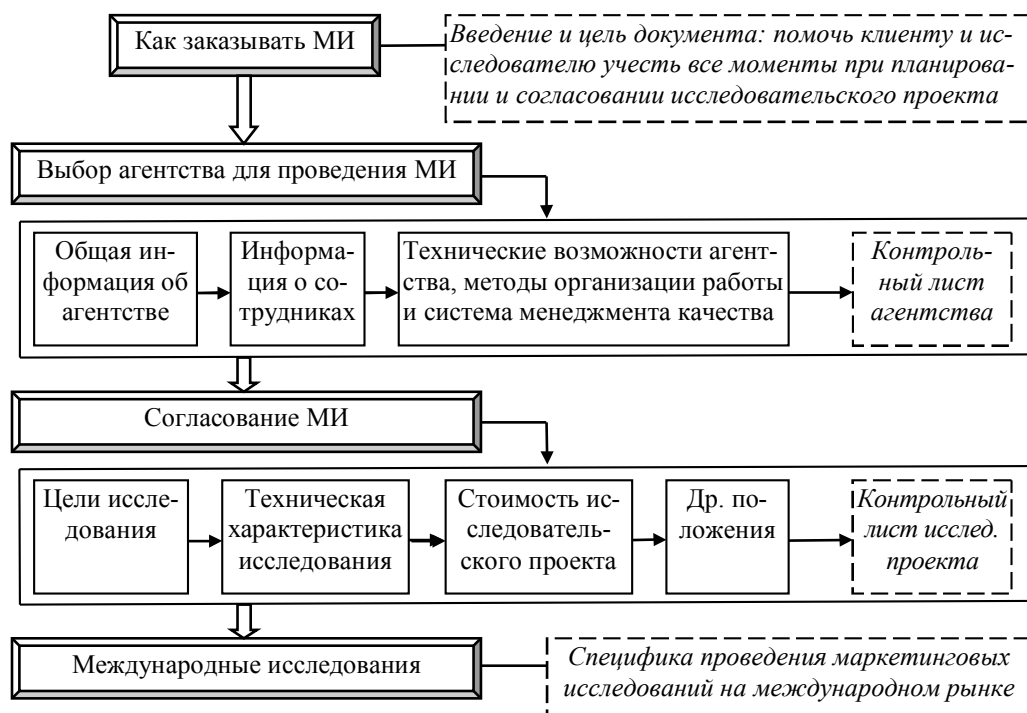 Как заказывать МИ
Введение и цель документа: помочь клиенту и ис-
следователю учесть все моменты при планирова-
нии и согласовании исследовательского проекта
Выбор агентства для проведения МИ
Общая ин-
формация об
агентстве
Информа-
ция о со-
трудниках
Технические возможности агент-
ства, методы организации работы
и система менеджмента качества
Контроль-
ный лист
агентства
Согласование МИ
Цели иссле-
дования
Техническая
характеристика
исследования
Стоимость ис-
следователь-
ского проекта
Др. по-
ложения
Контрольный
лист исслед.
проекта
Международные исследования
Специфика проведения маркетинговых
исследований на международном рынке